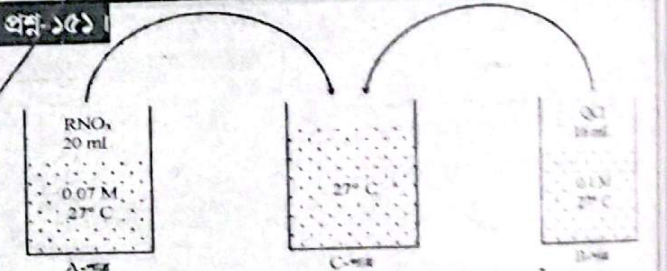 প্রশ্ন- ১৫১।
RNO₃
20 ml
0.07 M
27° C
A-পাত্র
27° C
C-পাত্র
QCl
10 ml
0.1 M
27° C
B-পাত্র